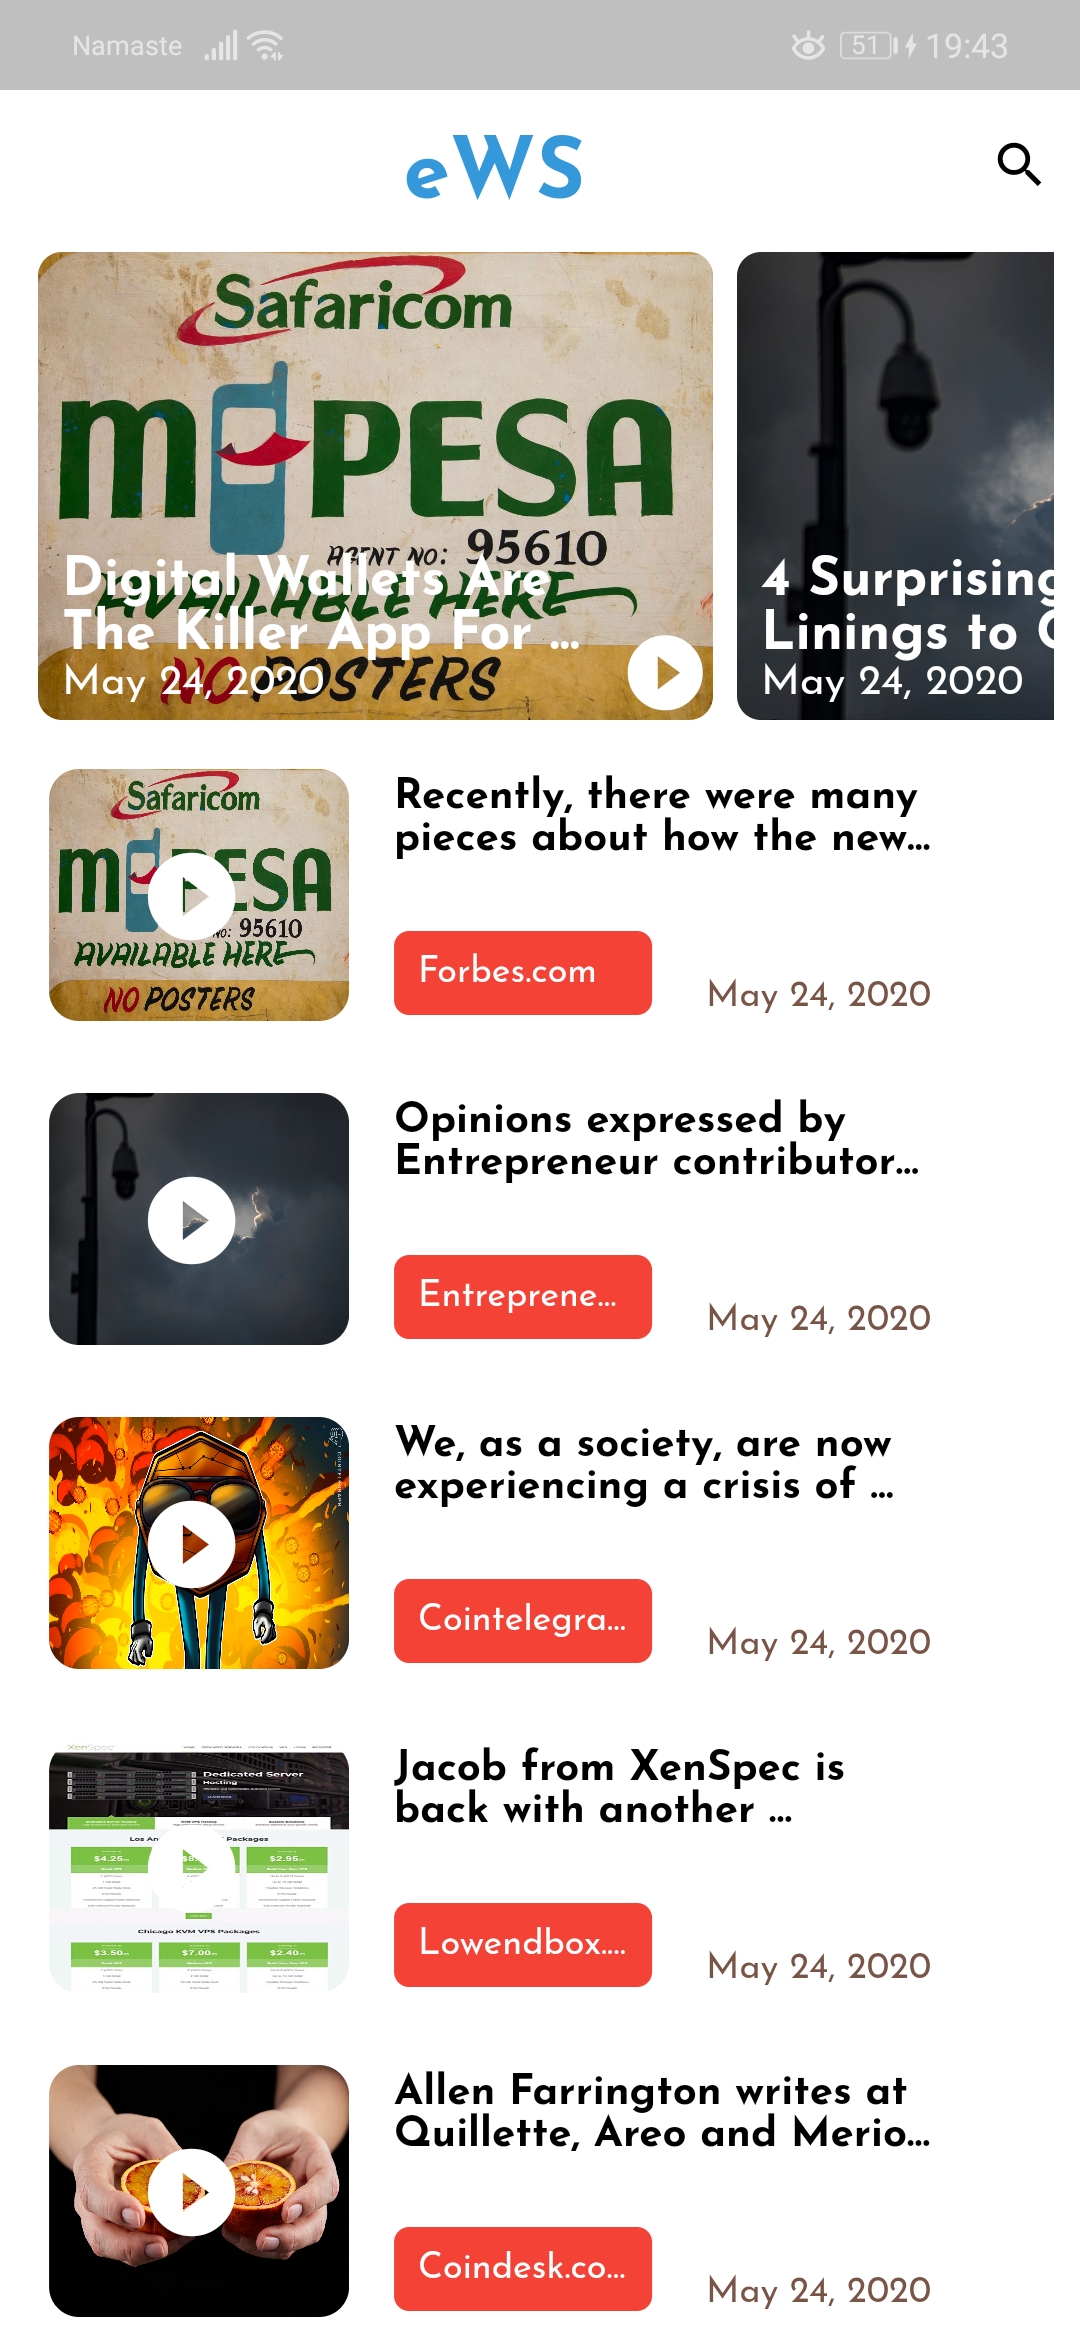 Namaste
51
19:43
eWS
Safaricom
M PESA
AGENT NO: 95610
AVAILABLE HERE
NO POSTERS
Digital Wallets Are
The Killer App For ...
May 24, 2020
4 Surprising
Linings to
May 24, 2020
Safaricom
M PESA
NO: 95610
AVAILABLE HERE
NO POSTERS
Recently, there were many
pieces about how the new...
Forbes.com
May 24, 2020
Opinions expressed by
Entrepreneur contributor...
Entreprene...
May 24, 2020
We, as a society, are now
experiencing a crisis of ...
Cointelegra...
May 24, 2020
XenSpec
Dedicated Server
Hosting
Packages
$4.25
$2.95
Chicago KVM VPS Packages
$3.50
$7.00
$2.40
Jacob from XenSpec is
back with another ...
Lowendbox....
May 24, 2020
Allen Farrington writes at
Quillette, Areo and Merio...
Coindesk.co...
May 24, 2020